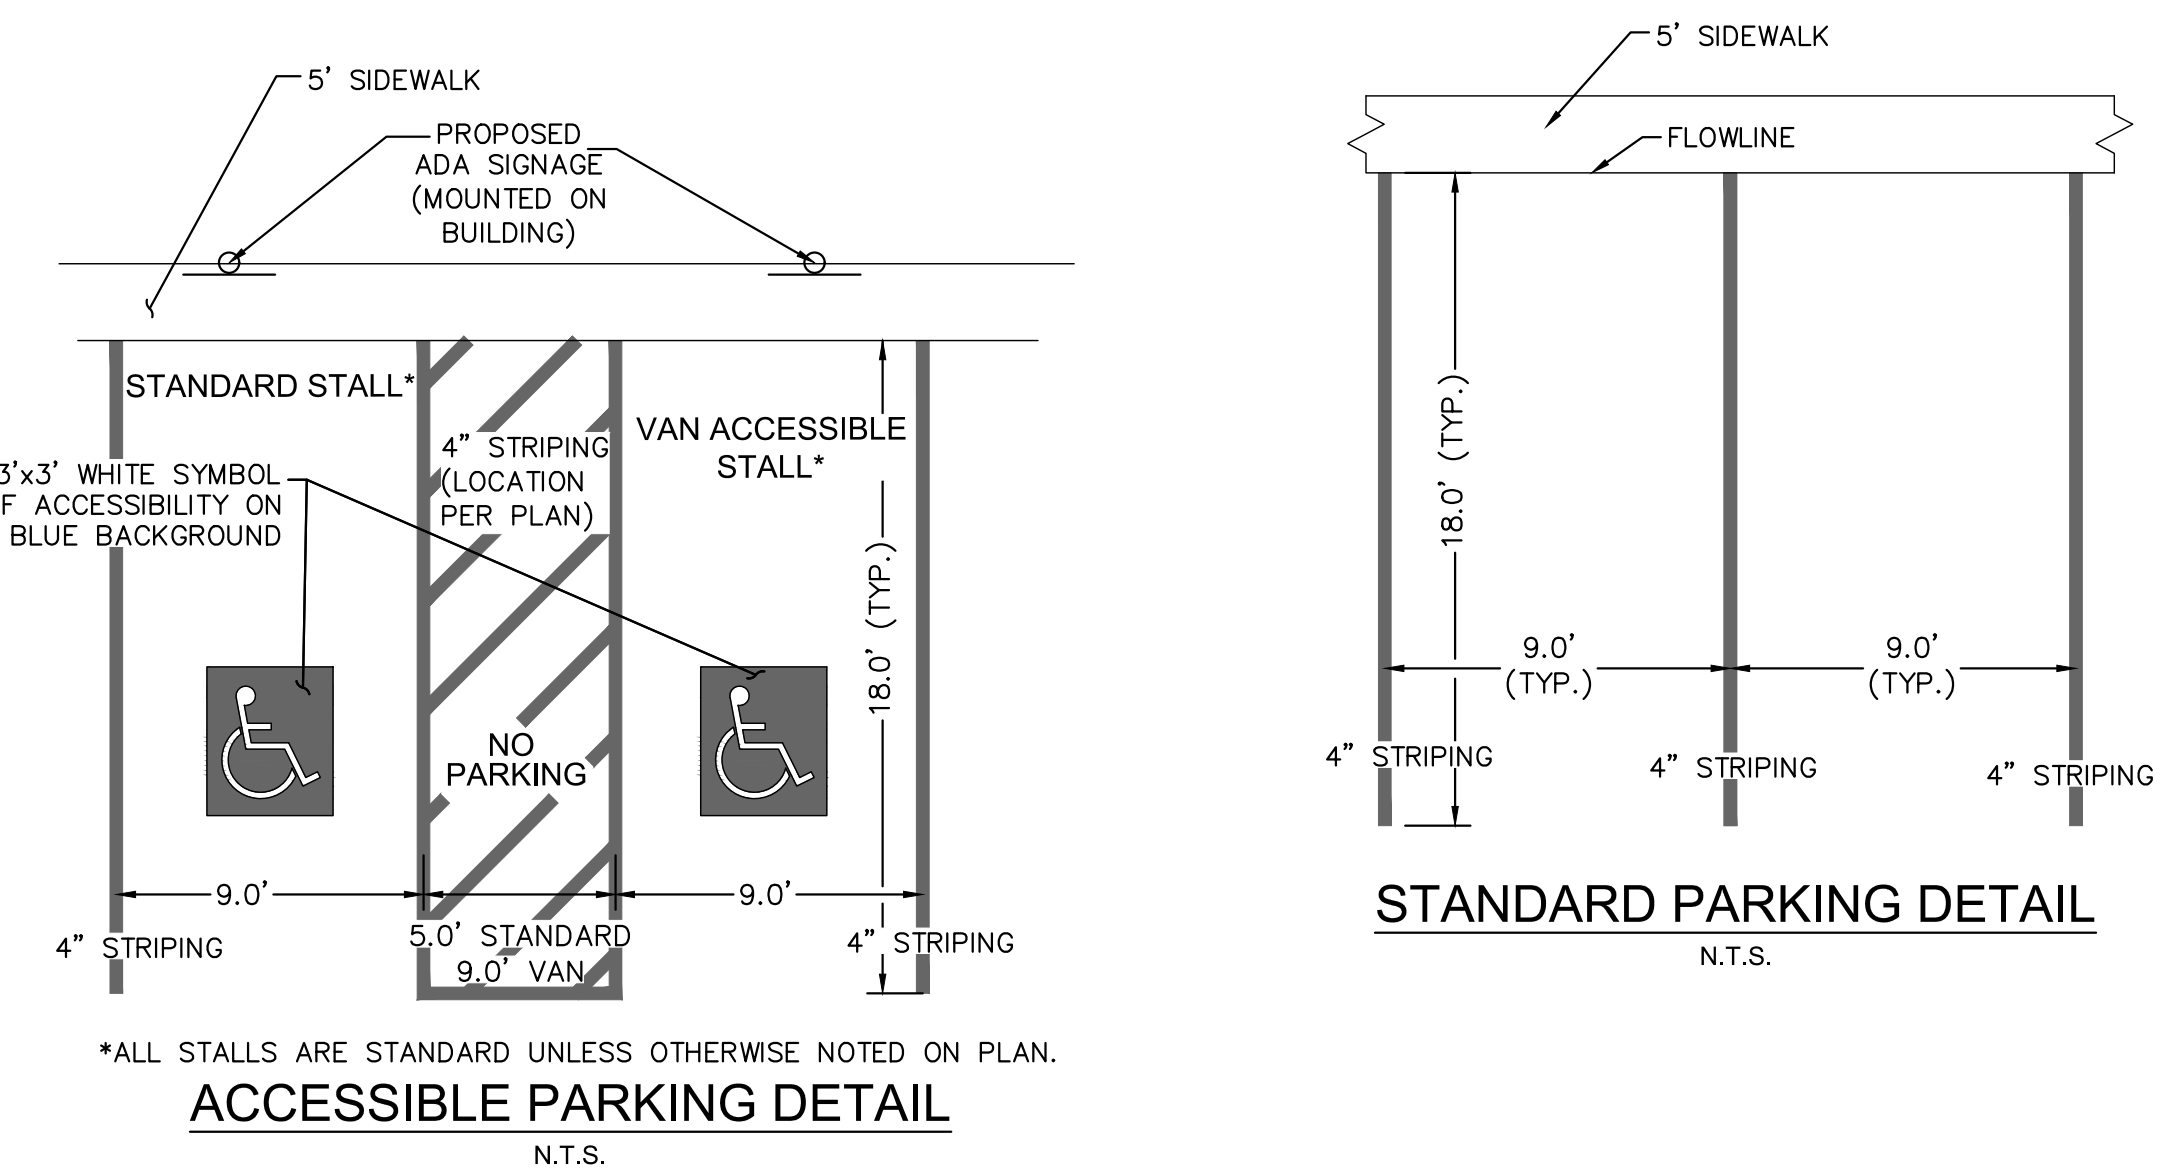 5' SIDEWALK
PROPOSED
ADA SIGNAGE
(MOUNTED ON
BUILDING)
STANDARD STALL*
4" STRIPING
(LOCATION
PER PLAN)
VAN ACCESSIBLE
STALL*
3'x3' WHITE SYMBOL
F ACCESSIBILITY ON
BLUE BACKGROUND
18.0' (TYP.)
NO
PARKING
9.0'
9.0'
5.0' STANDARD
9.0' VAN
4" STRIPING
4" STRIPING
*ALL STALLS ARE STANDARD UNLESS OTHERWISE NOTED ON PLAN.
ACCESSIBLE PARKING DETAIL
N.T.S.
5' SIDEWALK
FLOWLINE
18.0' (TYP.)
9.0'
(TYP.)
9.0'
(TYP.)
4" STRIPING
4" STRIPING
4" STRIPING
STANDARD PARKING DETAIL
N.T.S.